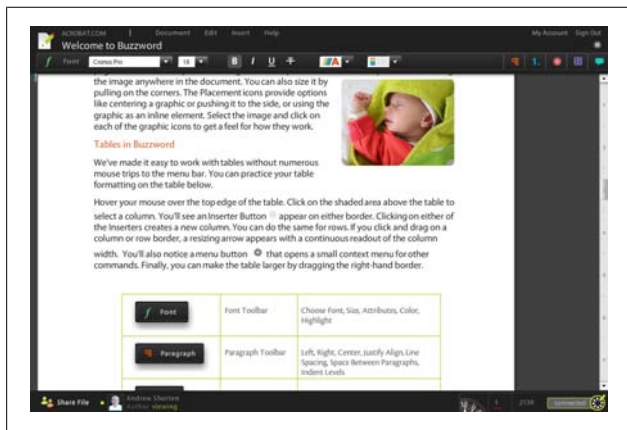 ACROBAT.COM | Document Edit Insert Help My Account Sign Out
Welcome to Buzzword
f Font Cronos Pro 18 B I U T A 1.
the image anywhere in the document. You can also size it by
pulling on the corners. The Placement icons provide options
like centering a graphic or pushing it to the side, or using the
graphic as an inline element. Select the image and click on
each of the graphic icons to get a feel for how they work.
Tables in Buzzword
We've made it easy to work with tables without numerous
mouse trips to the menu bar. You can practice your table
formatting on the table below.
Hover your mouse over the top edge of the table. Click on the shaded area above the table to
select a column. You'll see an Inserter Button appear on either border. Clicking on either of
the Inserters creates a new column. You can do the same for rows. If you click and drag on a
column or row border, a resizing arrow appears with a continuous readout of the column
width. You'll also notice a menu button that opens a small context menu for other
commands. Finally, you can make the table larger by dragging the right-hand border.
f Font Font Toolbar Choose Font, Size, Attributes, Color,
Highlight
¶ Paragraph Paragraph Toolbar Left, Right, Center, Justify Align, Line
Spacing, Space Between Paragraphs,
Indent Levels
Share File Andrew Shorten
Author viewing 2139 connected